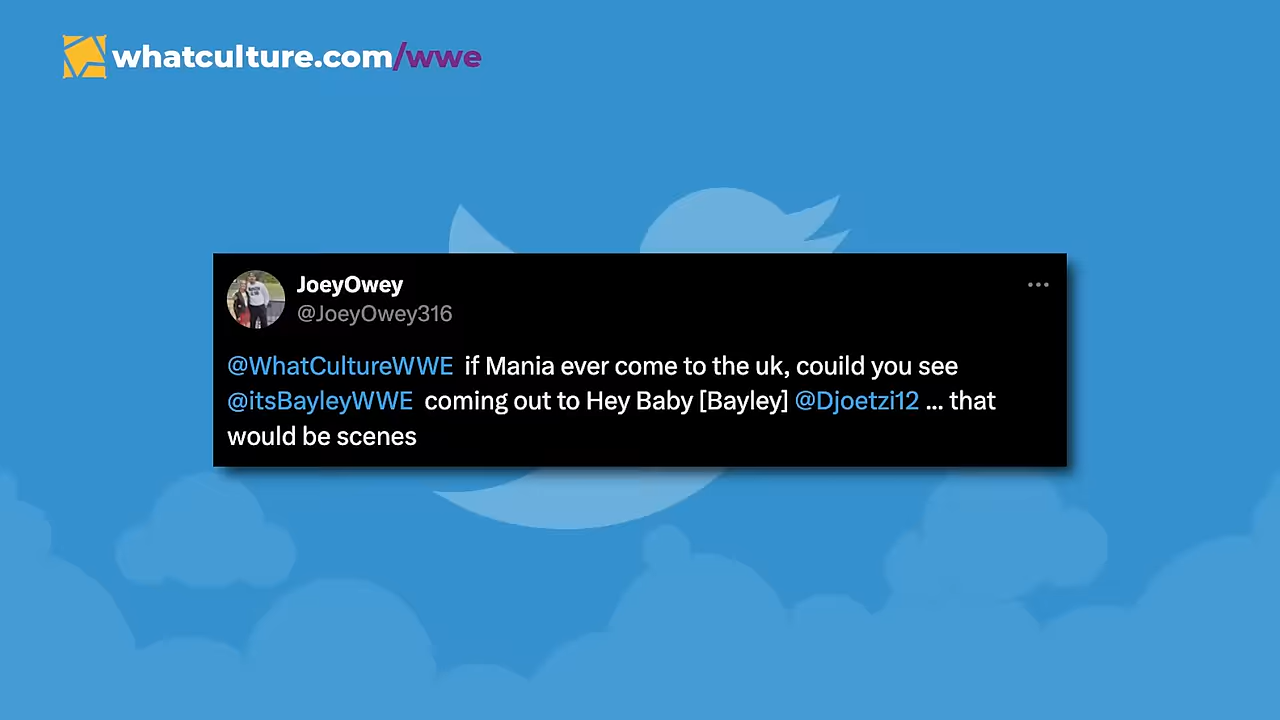 whatculture.com/wwe
JoeyOwey
@JoeyOwey316
@WhatCultureWWE if Mania ever come to the uk, couild you see
@itsBayleyWWE coming out to Hey Baby [Bayley] @Djoetzi12 ... that
would be scenes